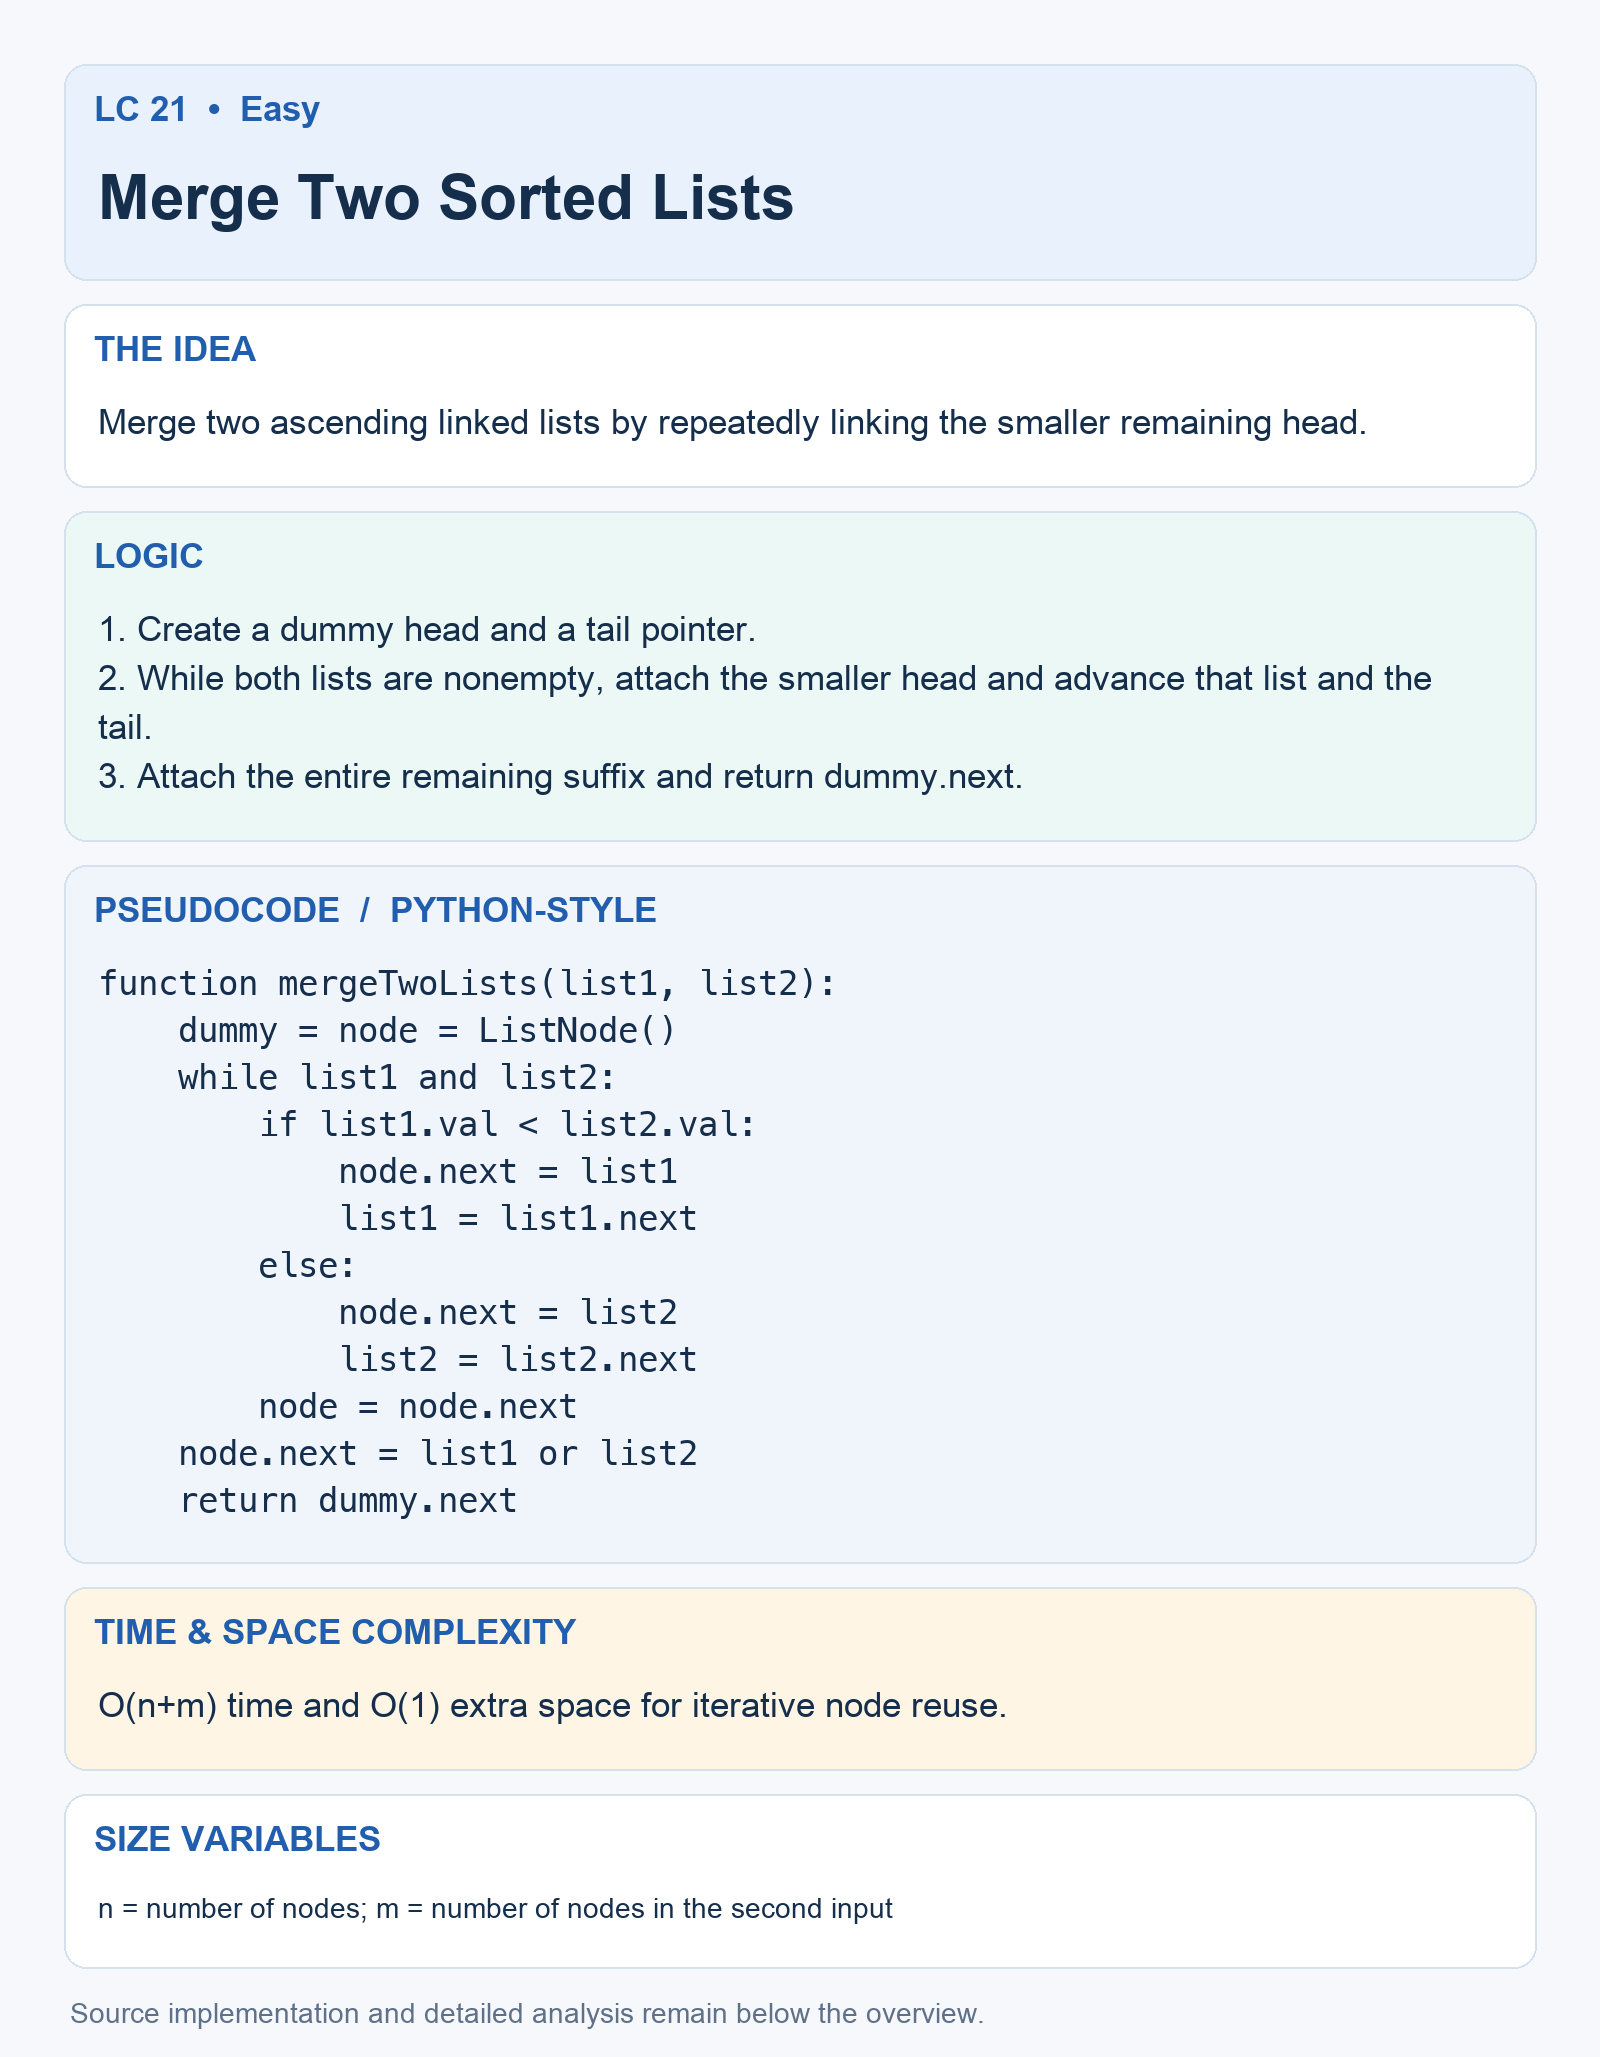 LC 21 • Easy
Merge Two Sorted Lists
THE IDEA
Merge two ascending linked lists by repeatedly linking the smaller remaining head.
LOGIC
1. Create a dummy head and a tail pointer.
2. While both lists are nonempty, attach the smaller head and advance that list and the
tail.
3. Attach the entire remaining suffix and return dummy.next.
PSEUDOCODE / PYTHON-STYLE
function mergeTwoLists(list1, list2):
    dummy = node = ListNode()
    while list1 and list2:
        if list1.val < list2.val:
            node.next = list1
            list1 = list1.next
        else:
            node.next = list2
            list2 = list2.next
        node = node.next
    node.next = list1 or list2
    return dummy.next
TIME & SPACE COMPLEXITY
O(n+m) time and O(1) extra space for iterative node reuse.
SIZE VARIABLES
n = number of nodes; m = number of nodes in the second input
Source implementation and detailed analysis remain below the overview.